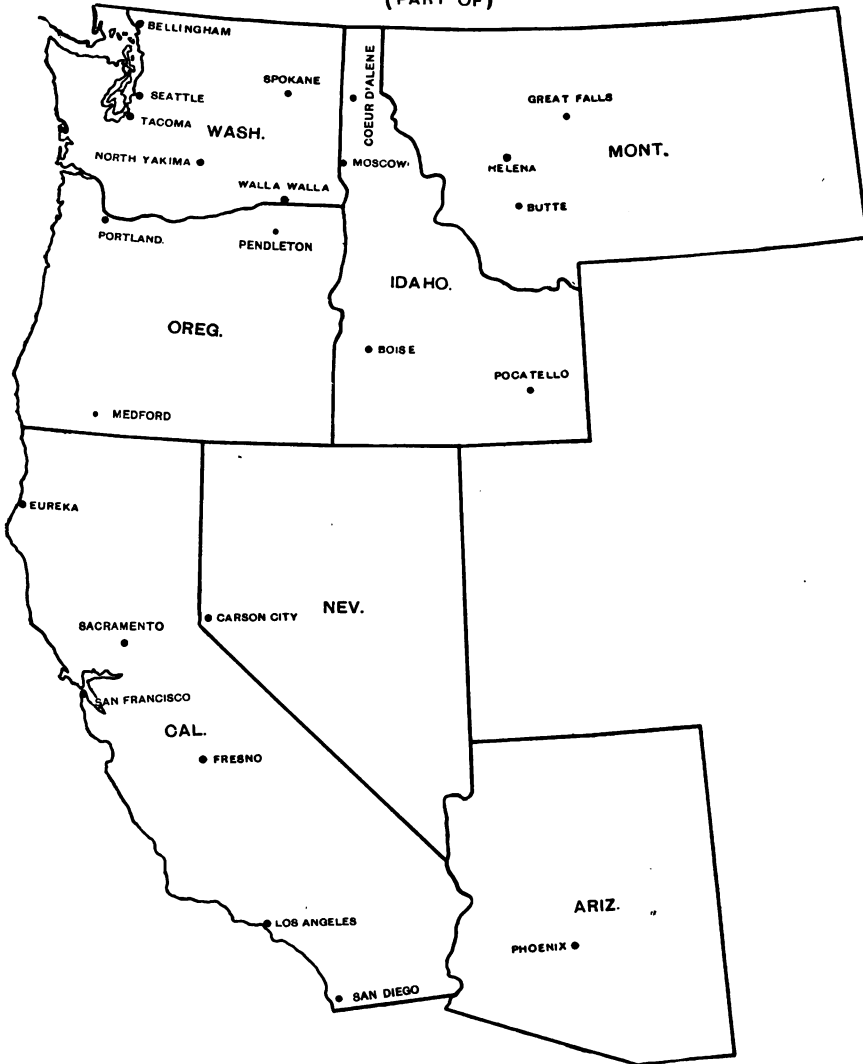 (PART OF)
BELLINGHAM
SEATTLE
TACOMA
SPOKANE
WASH.
NORTH YAKIMA
WALLA WALLA
COEUR D'ALENE
MOSCOW
GREAT FALLS
HELENA
MONT.
BUTTE
PORTLAND.
PENDLETON
OREG.
MEDFORD
IDAHO.
BOISE
POCATELLO
EUREKA
SACRAMENTO
SAN FRANCISCO
CAL.
FRESNO
CARSON CITY
NEV.
LOS ANGELES
SAN DIEGO
ARIZ.
PHOENIX